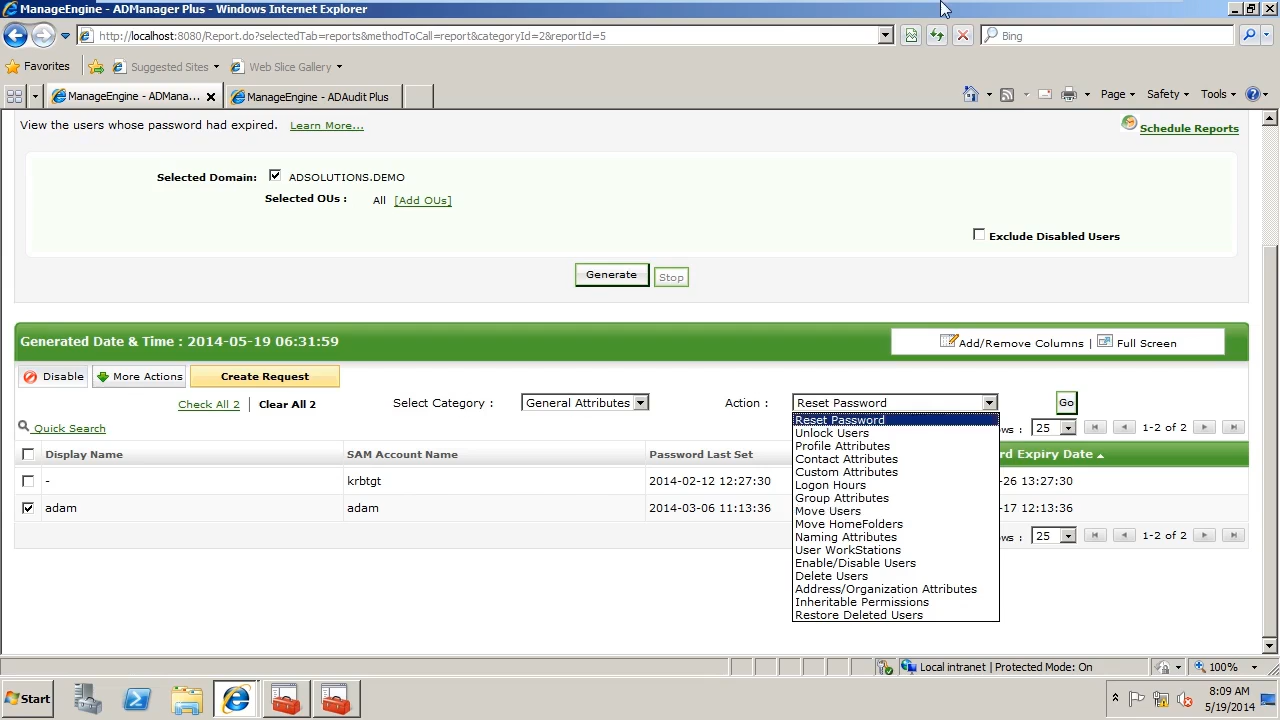 ManageEngine - ADManager Plus - Windows Internet Explorer
http://localhost:8080/Report.do?selectedTab=reports&methodToCall=report&categoryId=2&reportId=5
Bing
Favorites Suggested Sites Web Slice Gallery
ManageEngine - ADMana... X ManageEngine - ADAudit Plus
Page Safety Tools
View the users whose password had expired. Learn More...
Schedule Reports
Selected Domain: ADSOLUTIONS.DEMO
Selected OUs : All [Add OUs]
Exclude Disabled Users
Generate Stop
Generated Date & Time : 2014-05-19 06:31:59
Add/Remove Columns | Full Screen
Disable More Actions Create Request
Check All 2 | Clear All 2 Select Category : General Attributes Action : Reset Password Go
Quick Search
ws : 25 1-2 of 2
Display Name SAM Account Name Password Last Set rd Expiry Date
- krbtgt 2014-02-12 12:27:30 -26 13:27:30
adam adam 2014-03-06 11:13:36 -17 12:13:36
ws : 25 1-2 of 2
Reset Password
Unlock Users
Profile Attributes
Contact Attributes
Custom Attributes
Logon Hours
Group Attributes
Move Users
Move HomeFolders
Naming Attributes
User WorkStations
Enable/Disable Users
Delete Users
Address/Organization Attributes
Inheritable Permissions
Restore Deleted Users
Local intranet | Protected Mode: On 100%
Start
8:09 AM
5/19/2014